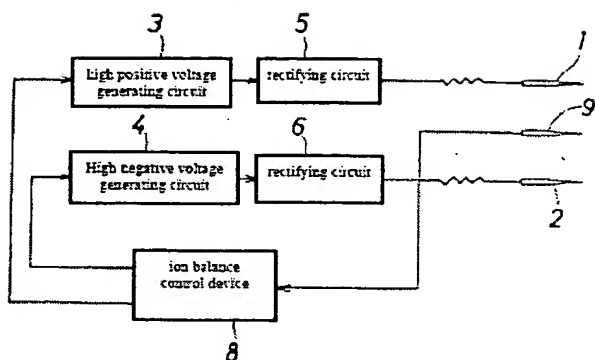 3
5
1
High positive voltage
generating circuit
rectifying circuit
9
4
6
High negative voltage
generating circuit
rectifying circuit
2
ion balance
control device
8